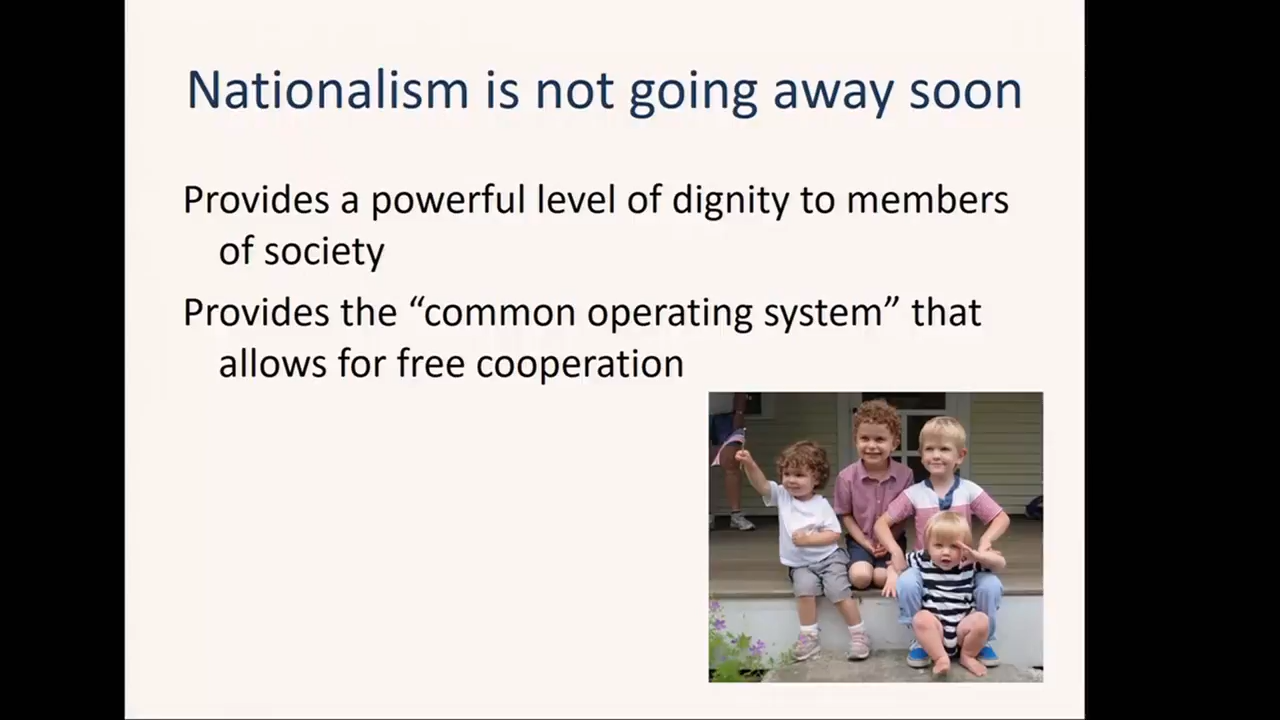 Nationalism is not going away soon
Provides a powerful level of dignity to members
of society
Provides the “common operating system” that
allows for free cooperation